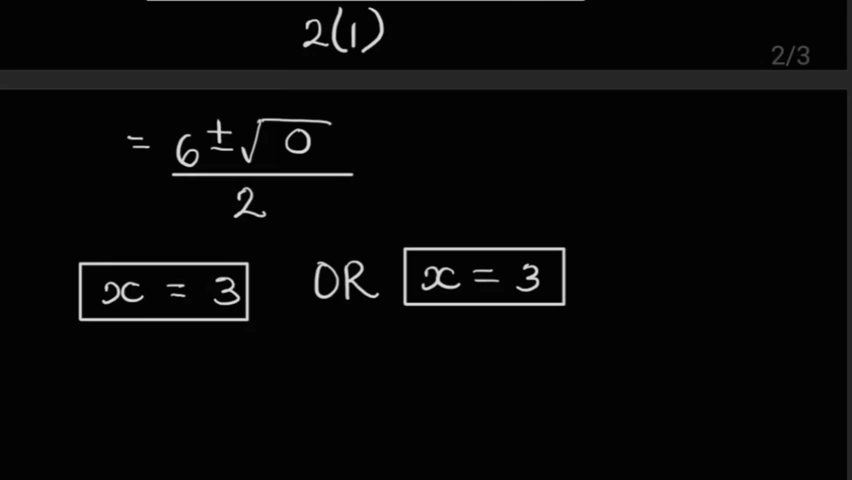 2(1)
2/3
= 6 ± √0
2
x = 3 OR x = 3